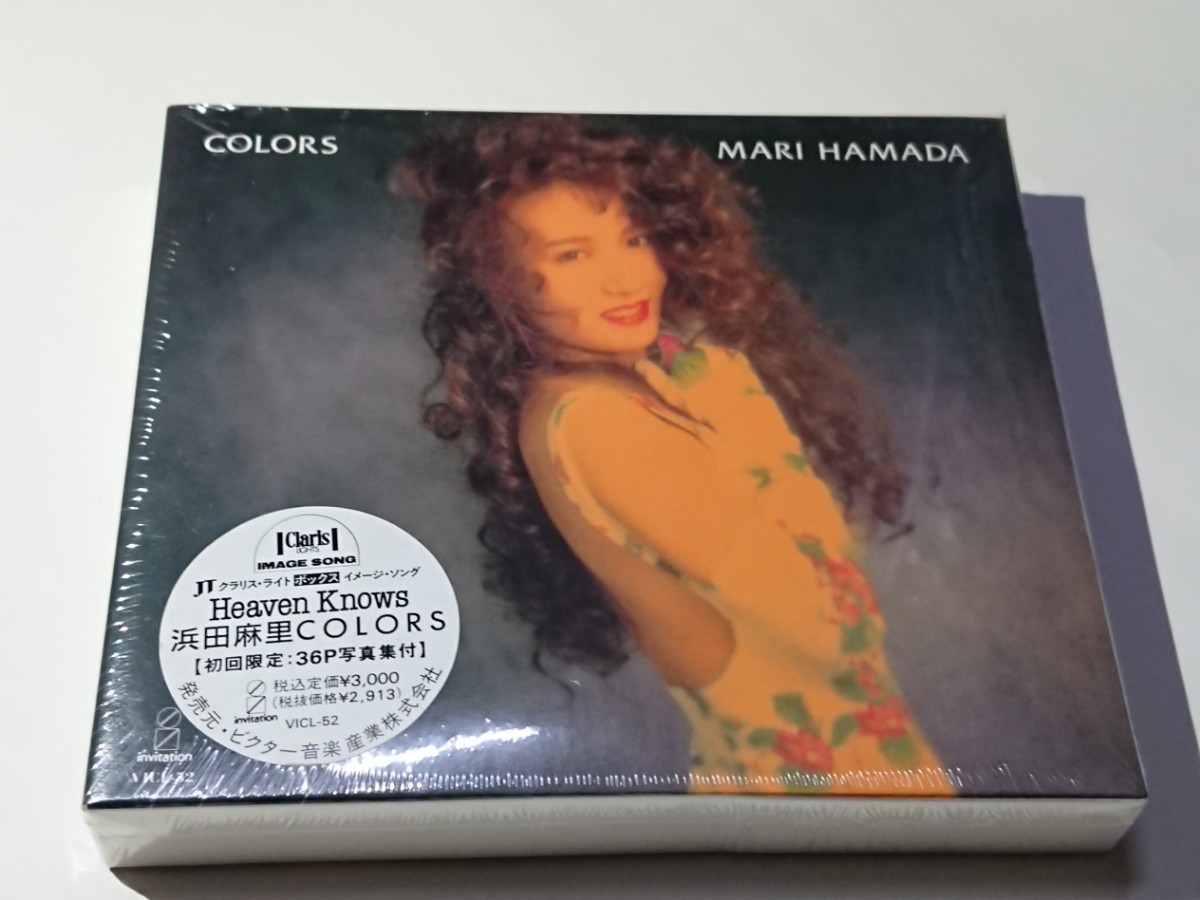 COLORS
MARI HAMADA
Claris
LIGHTS
IMAGE SONG
JT クラリス・ライト ボックス イメージ・ソング
Heaven Knows
浜田麻里COLORS
【初回限定:36P写真集付】
税込定価¥3,000
(税抜価格¥2,913)
invitation VICL-52
発売元・ビクター音楽産業株式会社
invitation
VICL-52